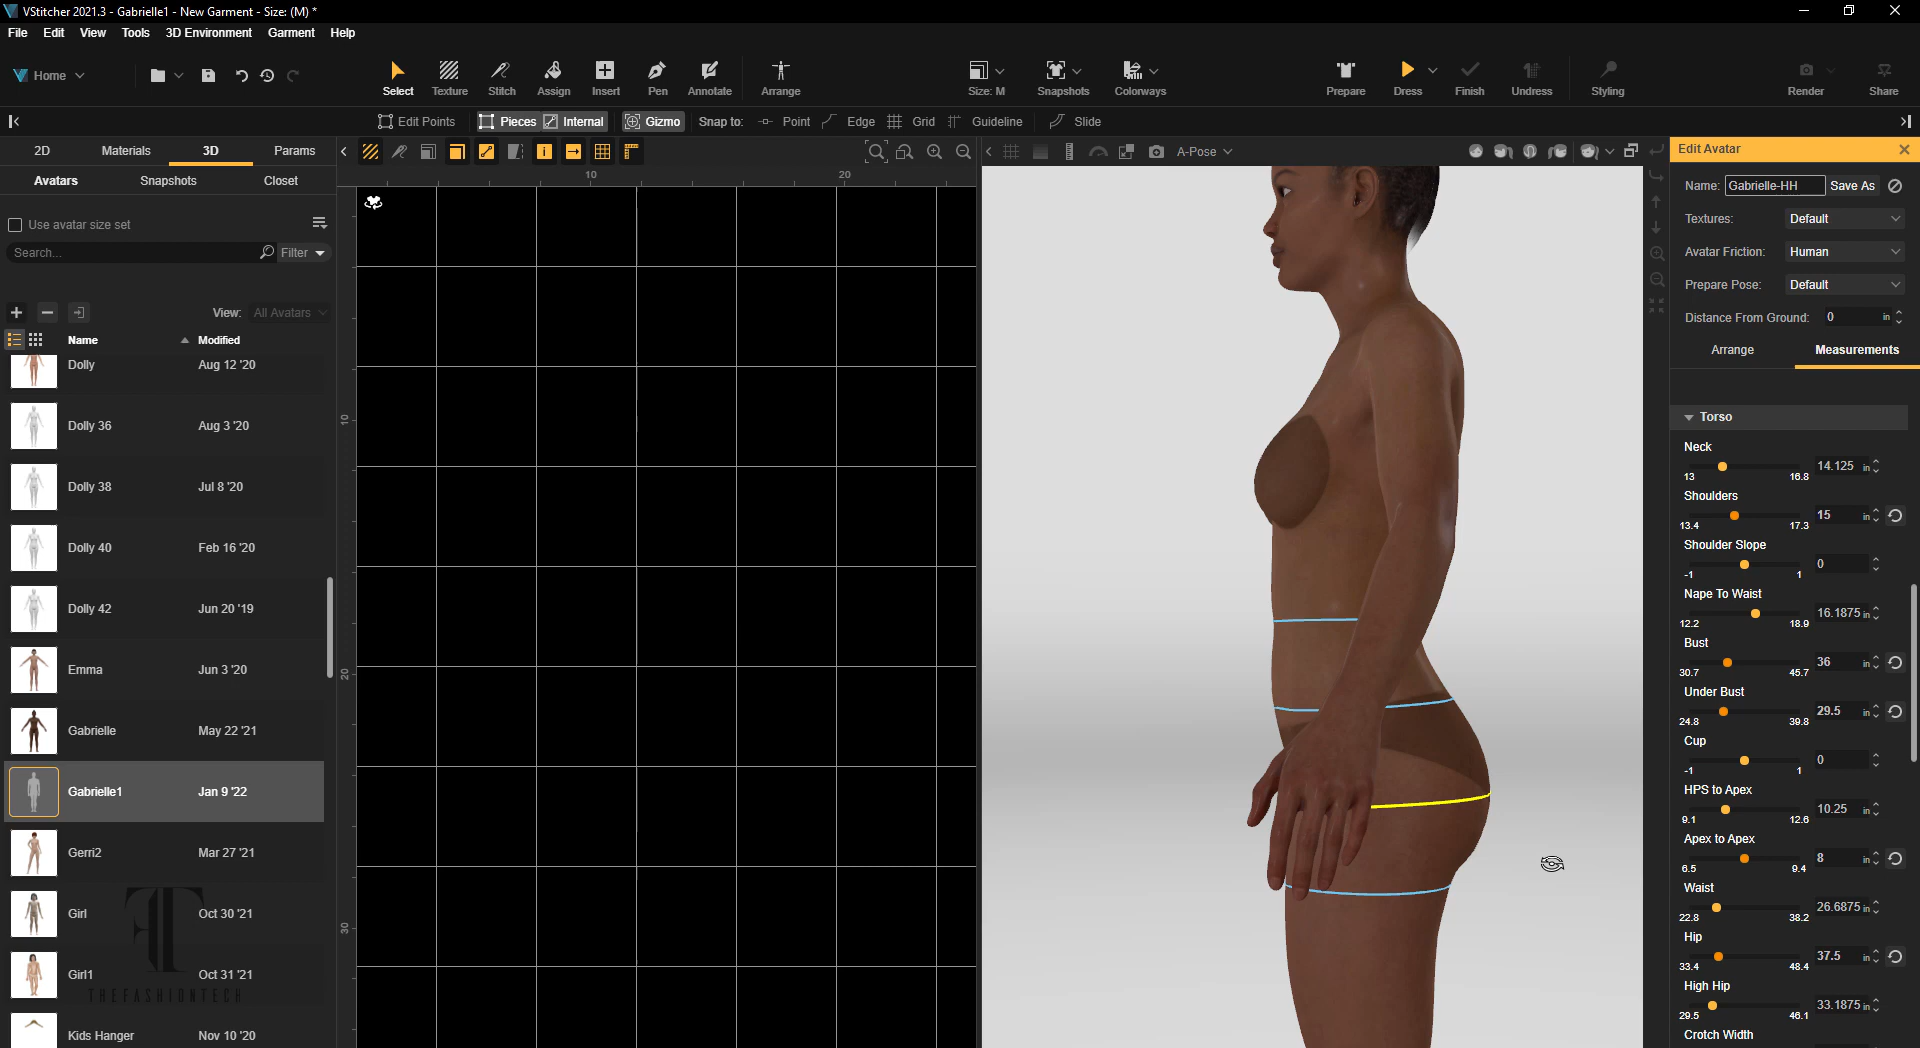 VStitcher 2021.3 - Gabrielle1 - New Garment - Size: (M) *
File Edit View Tools 3D Environment Garment Help
Home
Select Texture Stitch Assign Insert Pen Annotate Arrange Size: M Snapshots Colorways Prepare Dress Finish Undress Styling Render Share
Edit Points Pieces Internal Gizmo Snap to: Point Edge Grid Guideline Slide
2D Materials 3D Params
A-Pose
Edit Avatar
Avatars Snapshots Closet
10 20
Name: Gabrielle-HH Save As
Use avatar size set
Textures: Default
Search... Filter
Avatar Friction: Human
Prepare Pose: Default
View: All Avatars
Distance From Ground: 0 in
Name Modified
Arrange Measurements
Dolly Aug 12 '20
Dolly 36 Aug 3 '20
Dolly 38 Jul 8 '20
Dolly 40 Feb 16 '20
Dolly 42 Jun 20 '19
Emma Jun 3 '20
Gabrielle May 22 '21
Gabrielle1 Jan 9 '22
Gerri2 Mar 27 '21
Girl Oct 30 '21
Girl1 Oct 31 '21
THEFASHIONTECH
Kids Hanger Nov 10 '20
10
20
30
Torso
Neck
14.125 in
13 16.8
Shoulders
15 in
13.4 17.3
Shoulder Slope
0
-1 1
Nape To Waist
16.1875 in
12.2 18.9
Bust
36 in
30.7 45.7
Under Bust
29.5 in
24.8 39.8
Cup
0
-1 1
HPS to Apex
10.25 in
9.1 12.6
Apex to Apex
8 in
6.5 9.4
Waist
26.6875 in
22.8 38.2
Hip
37.5 in
33.4 48.4
High Hip
33.1875 in
29.5 46.1
Crotch Width